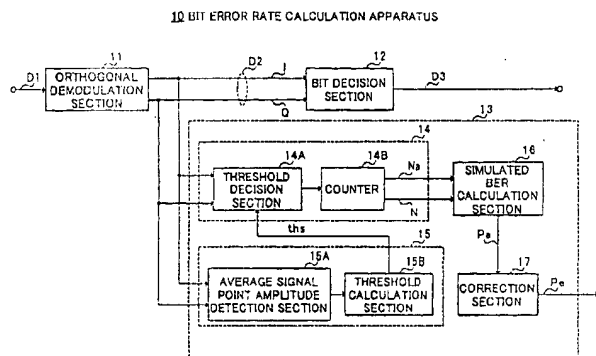 10 BIT ERROR RATE CALCULATION APPARATUS
D1
11
ORTHOGONAL
DEMODULATION
SECTION
D2
I
Q
12
BIT DECISION
SECTION
D3
13
14
14A
THRESHOLD
DECISION
SECTION
14B
COUNTER
Na
N
16
SIMULATED
BER
CALCULATION
SECTION
Pa
ths
15
15A
AVERAGE SIGNAL
POINT AMPLITUDE
DETECTION SECTION
15B
THRESHOLD
CALCULATION
SECTION
17
CORRECTION
SECTION
Pe